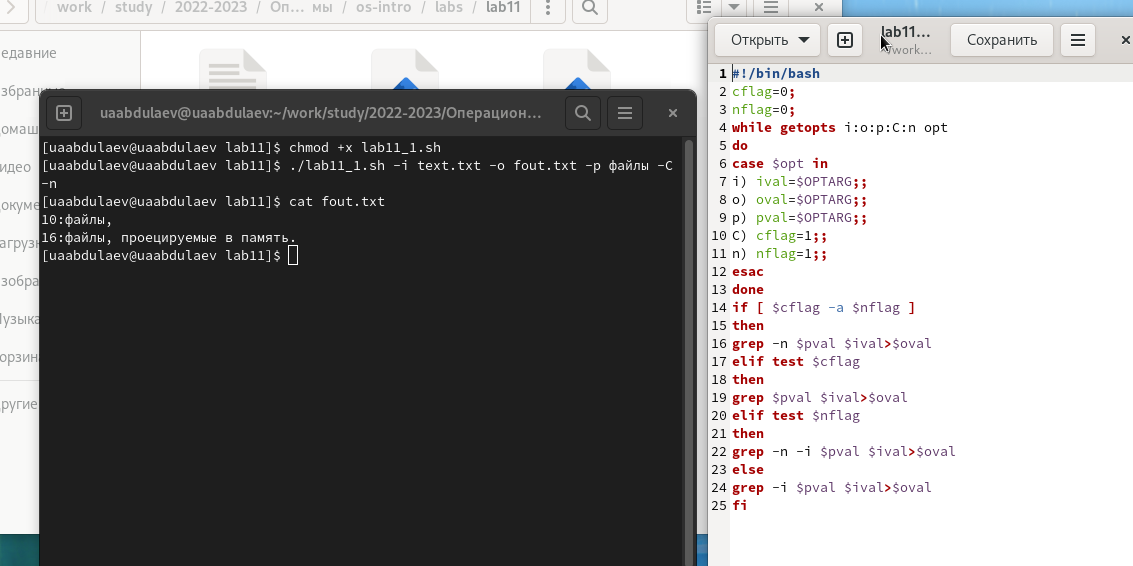 work / study / 2022-2023 / Оп… мы / os-intro / labs / lab11
едавние
збранн
омаш
идео
окуме
агрузк
зобра
Музыка
орзин
ругие
uaabdulaev@uaabdulaev:~/work/study/2022-2023/Операцион...
[uaabdulaev@uaabdulaev lab11]$ chmod +x lab11_1.sh
[uaabdulaev@uaabdulaev lab11]$ ./lab11_1.sh -i text.txt -o fout.txt -p файлы -C
-n
[uaabdulaev@uaabdulaev lab11]$ cat fout.txt
10:файлы,
16:файлы, проецируемые в память.
[uaabdulaev@uaabdulaev lab11]$
Открыть
lab11...
~/work...
Сохранить
1 #!/bin/bash
2 cflag=0;
3 nflag=0;
4 while getopts i:o:p:C:n opt
5 do
6 case $opt in
7 i) ival=$OPTARG;;
8 o) oval=$OPTARG;;
9 p) pval=$OPTARG;;
10 C) cflag=1;;
11 n) nflag=1;;
12 esac
13 done
14 if [ $cflag -a $nflag ]
15 then
16 grep -n $pval $ival>$oval
17 elif test $cflag
18 then
19 grep $pval $ival>$oval
20 elif test $nflag
21 then
22 grep -n -i $pval $ival>$oval
23 else
24 grep -i $pval $ival>$oval
25 fi